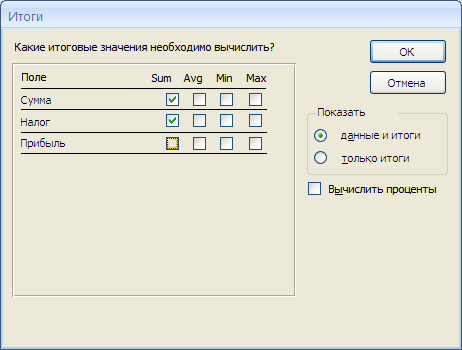 Итоги
Какие итоговые значения необходимо вычислить?
Поле Sum Avg Min Max
Сумма
Налог
Прибыль
ОК
Отмена
Показать
данные и итоги
только итоги
Вычислить проценты